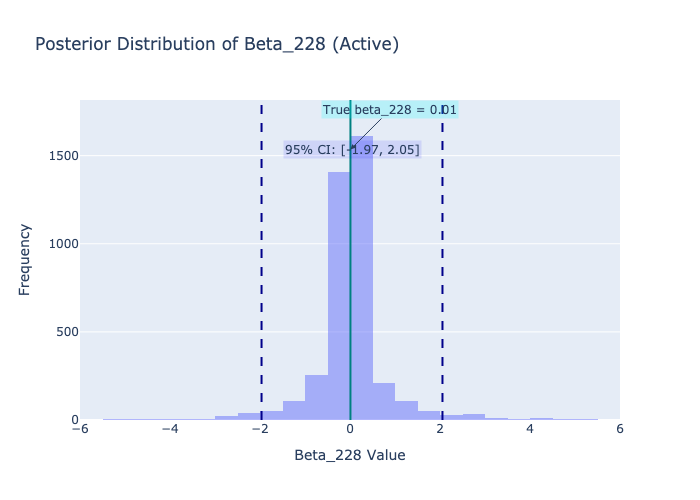 Posterior Distribution of Beta_228 (Active)
True beta_228 = 0.01
95% CI: [-1.97, 2.05]
1500
1000
500
0
Frequency
−6 −4 −2 0 2 4 6
Beta_228 Value